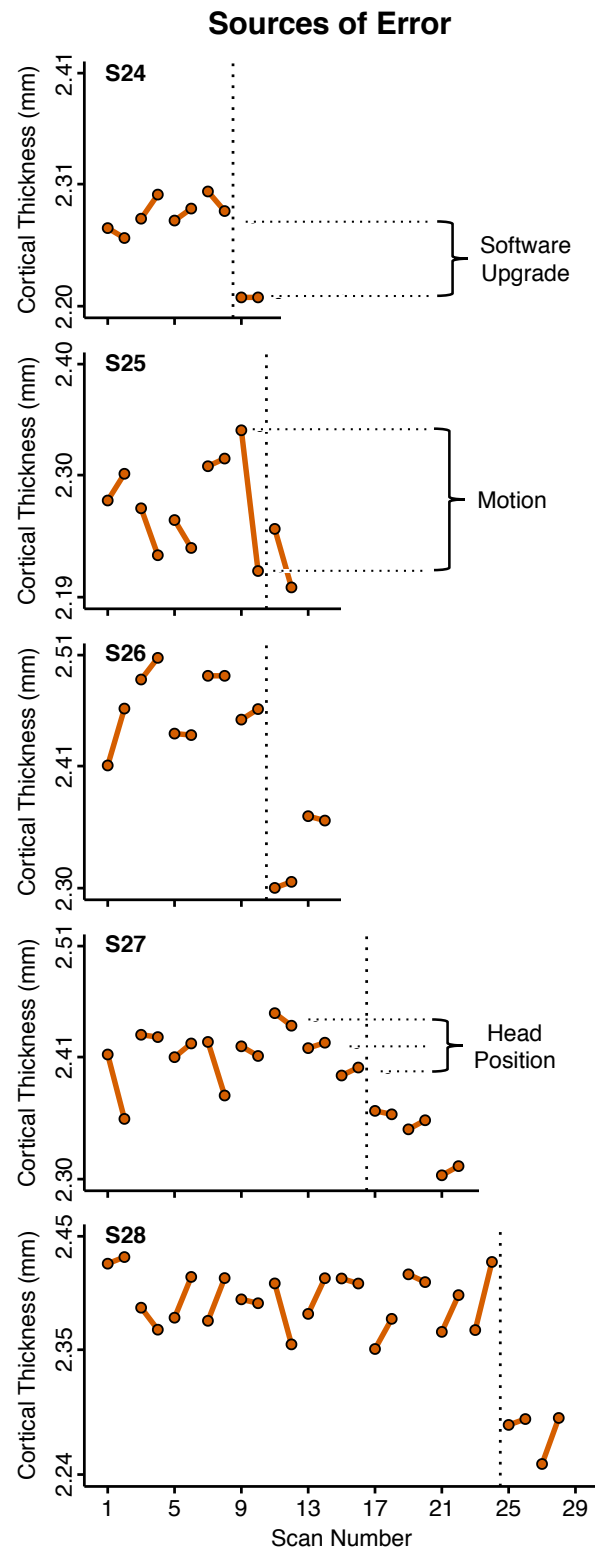 Sources of Error
S24
Cortical Thickness (mm)
2.41
2.31
2.20
Software
Upgrade
S25
Cortical Thickness (mm)
2.40
2.30
2.19
Motion
S26
Cortical Thickness (mm)
2.51
2.41
2.30
S27
Cortical Thickness (mm)
2.51
2.41
2.30
Head
Position
S28
Cortical Thickness (mm)
2.45
2.35
2.24
1 5 9 13 17 21 25 29
Scan Number